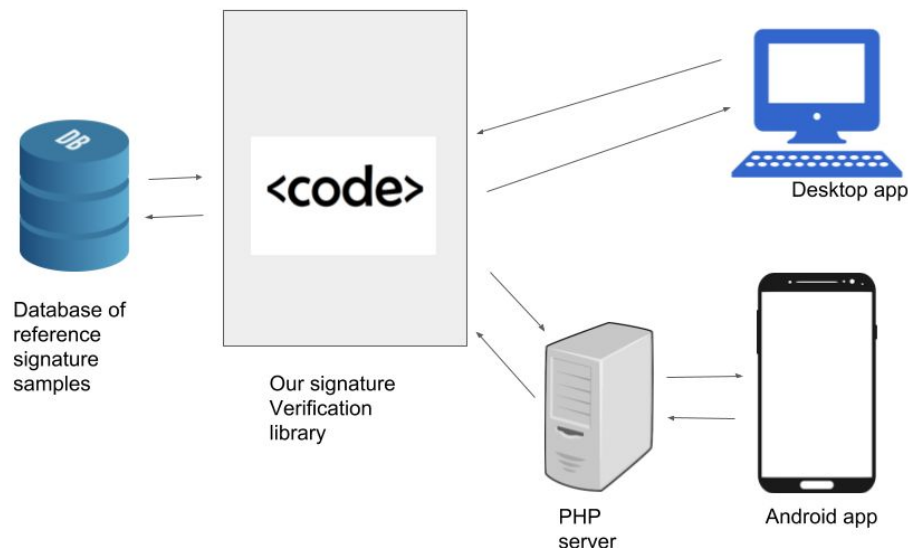 DB
<code>
Desktop app
Database of
reference
signature
samples
Our signature
Verification
library
PHP
server
Android app